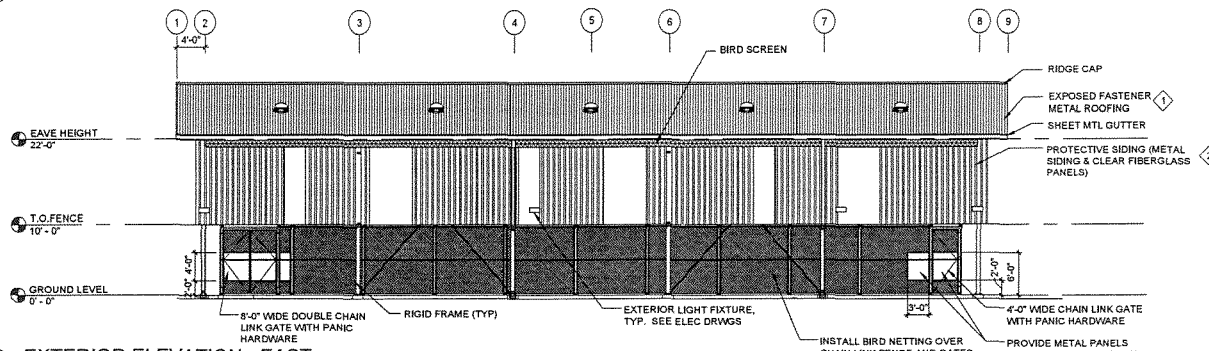 1 2 3 4 5 6 7 8 9
4'-0"
BIRD SCREEN
RIDGE CAP
EXPOSED FASTENER
METAL ROOFING
1
SHEET MTL GUTTER
EAVE HEIGHT
22'-0"
PROTECTIVE SIDING (METAL
SIDING & CLEAR FIBERGLASS
PANELS)
T.O.FENCE
10' - 0"
4'-0"
2'-0"
2'-0"
6'-0"
GROUND LEVEL
0' - 0"
3'-0"
8'-0" WIDE DOUBLE CHAIN
LINK GATE WITH PANIC
HARDWARE
RIGID FRAME (TYP)
EXTERIOR LIGHT FIXTURE,
TYP. SEE ELEC DRWGS
4'-0" WIDE CHAIN LINK GATE
WITH PANIC HARDWARE
INSTALL BIRD NETTING OVER
PROVIDE METAL PANELS